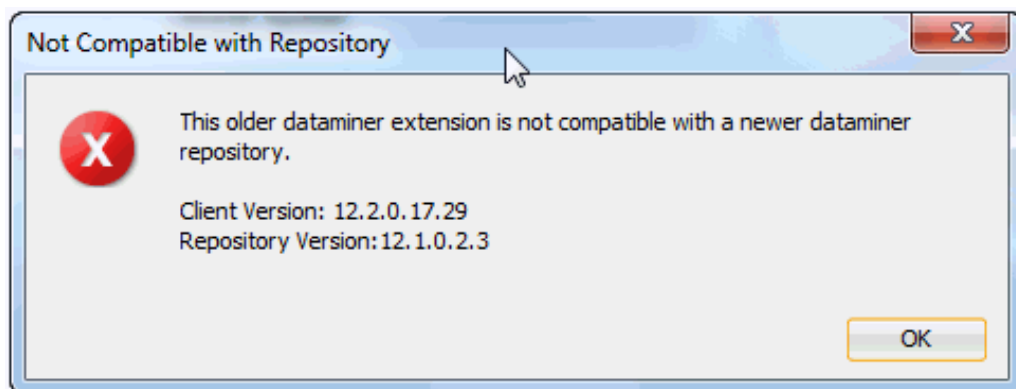 Not Compatible with Repository
This older dataminer extension is not compatible with a newer dataminer
repository.
Client Version: 12.2.0.17.29
Repository Version:12.1.0.2.3
OK